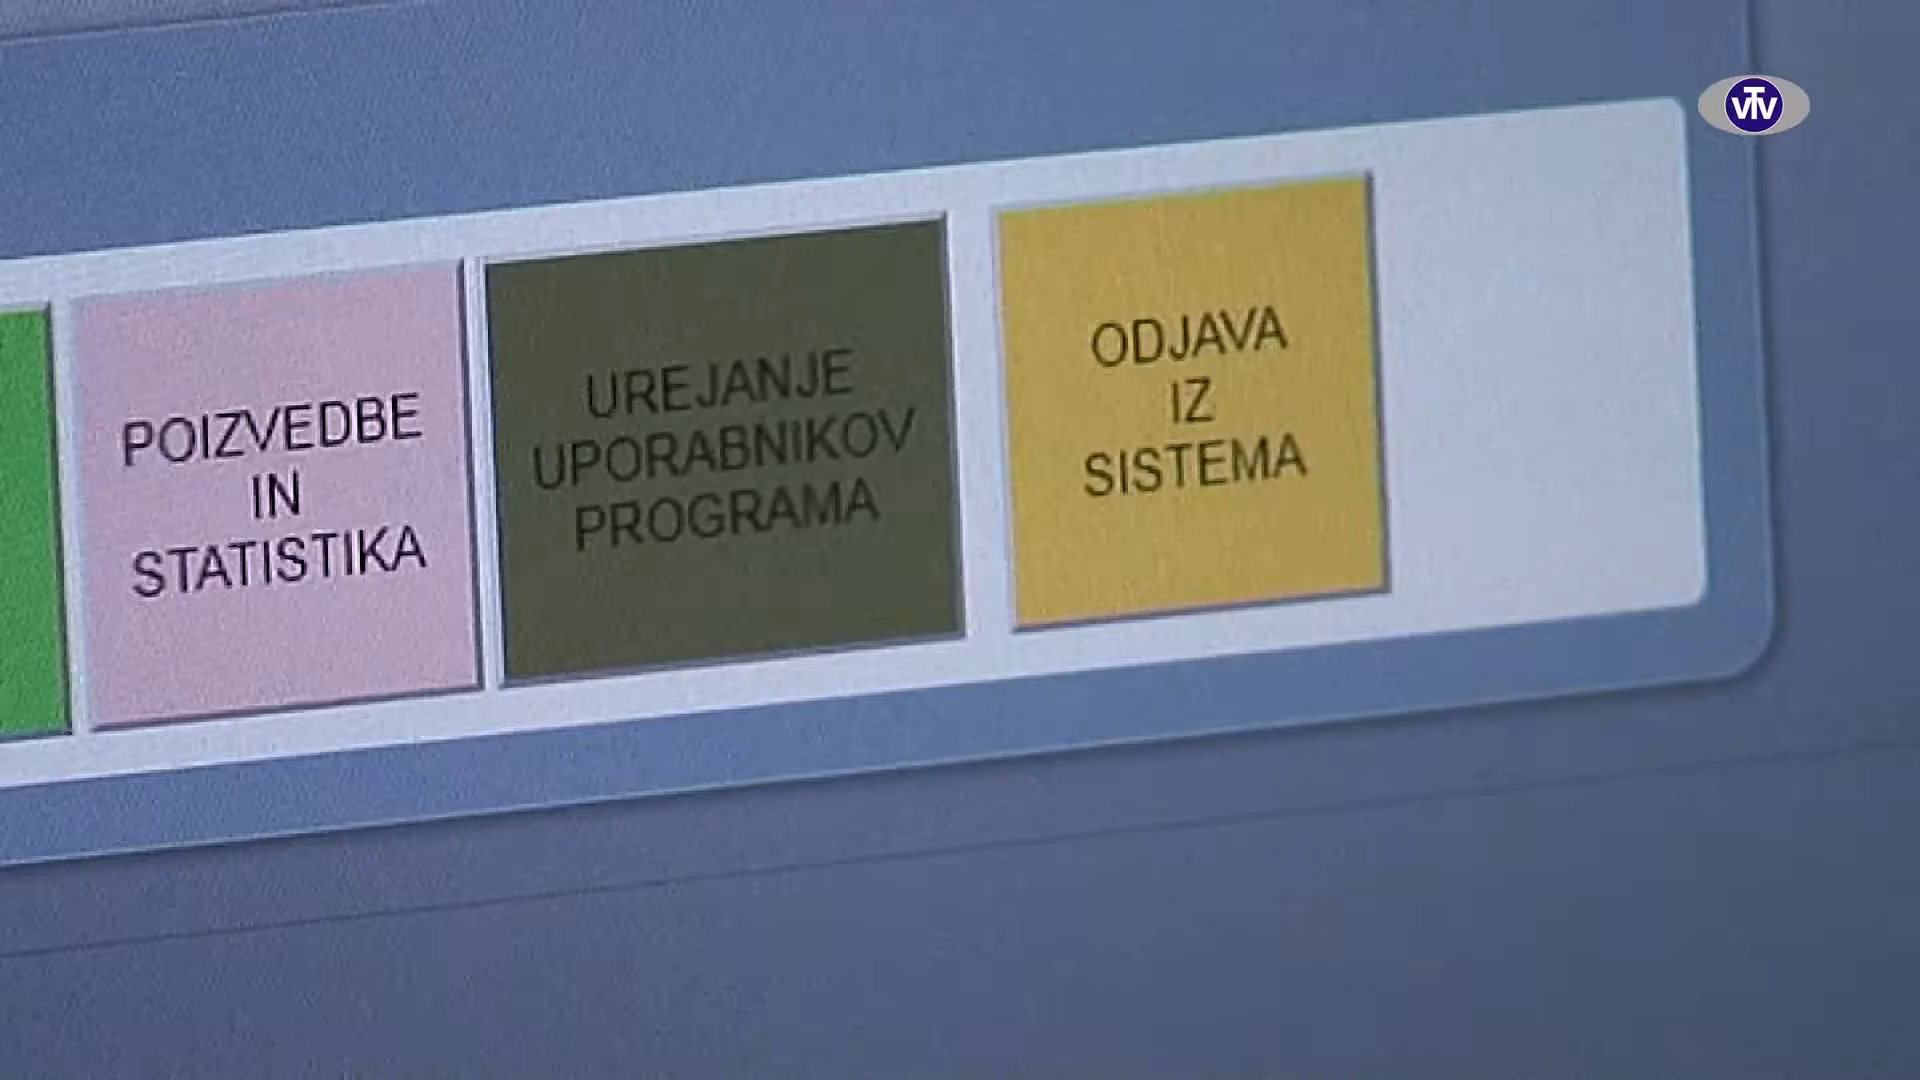 VTV
POIZVEDBE
IN
STATISTIKA
UREJANJE
UPORABNIKOV
PROGRAMA
ODJAVA
IZ
SISTEMA